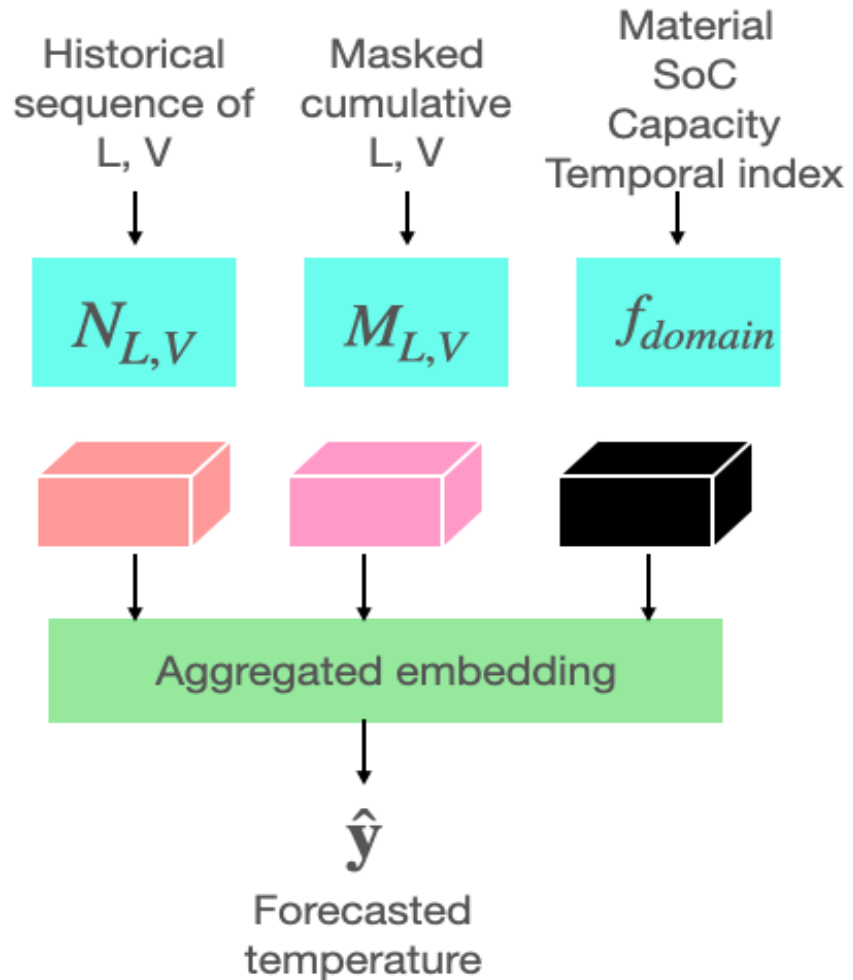 Historical
sequence of
L, V
Masked
cumulative
L, V
Material
SoC
Capacity
Temporal index
N_{L,V}
M_{L,V}
f_{domain}
Aggregated embedding
ŷ
Forecasted
temperature